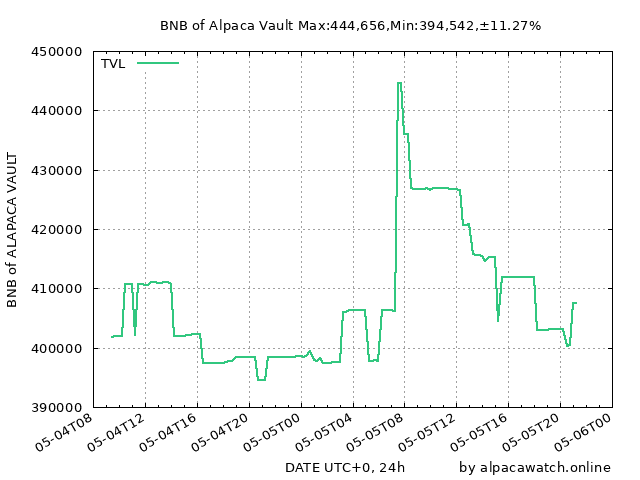 BNB of Alpaca Vault Max:444,656,Min:394,542,±11.27%
TVL
450000
440000
430000
420000
410000
400000
390000
BNB of ALAPACA VAULT
05-04T08
05-04T12
05-04T16
05-04T20
05-05T00
05-05T04
05-05T08
05-05T12
05-05T16
05-05T20
05-06T00
DATE UTC+0, 24h
by alpacawatch.online